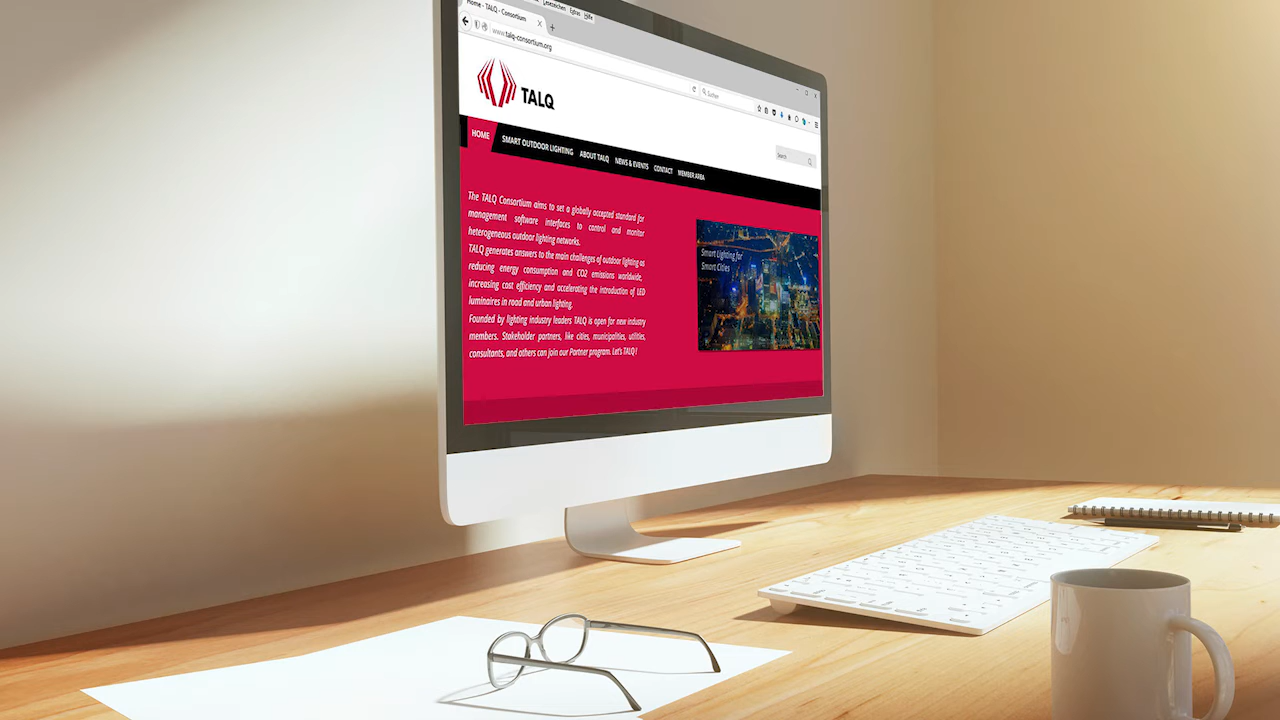 Lesezeichen Extras Hilfe
Home - TALQ - Consortium
www.talq-consortium.org
Suchen
TALQ
HOME
SMART OUTDOOR LIGHTING
ABOUT TALQ
NEWS & EVENTS
CONTACT
MEMBER AREA
Search
The TALQ Consortium aims to set a globally accepted standard for
management software interfaces to control and monitor
heterogeneous outdoor lighting networks.
TALQ generates answers to the main challenges of outdoor lighting as
reducing energy consumption and CO2 emissions worldwide,
increasing cost efficiency and accelerating the introduction of LED
luminaires in road and urban lighting.
Founded by lighting industry leaders TALQ is open for new industry
members. Stakeholder partners, like cities, municipalities, utilities,
consultants, and others can join our Partner program. Let's TALQ !
Smart Lighting for
Smart Cities